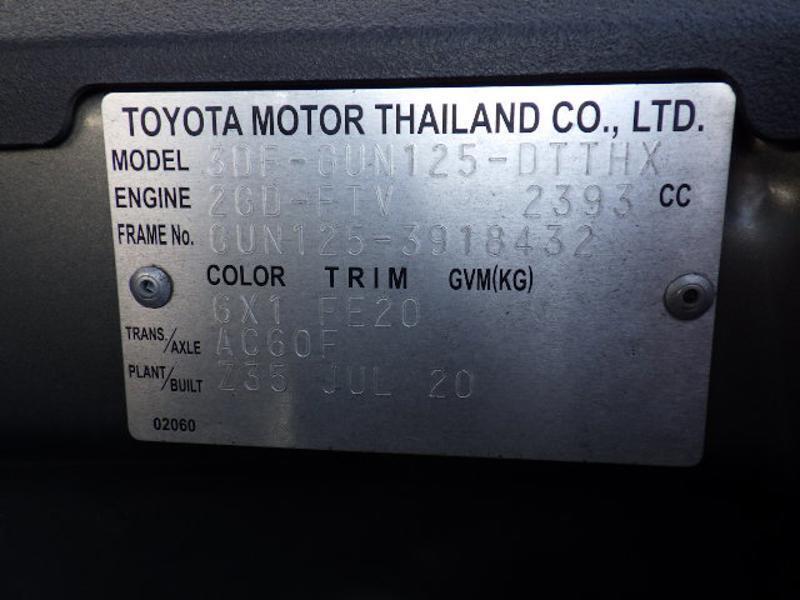 TOYOTA MOTOR THAILAND CO., LTD.
MODEL 3DF-GUN125-DTTHX
ENGINE 2GD-FTV 2393 CC
FRAME No. GUN125-3918432
COLOR TRIM GVM(KG)
6X1 FE20
TRANS./AXLE AC60F
PLANT/BUILT Z35 JUL 20
02060